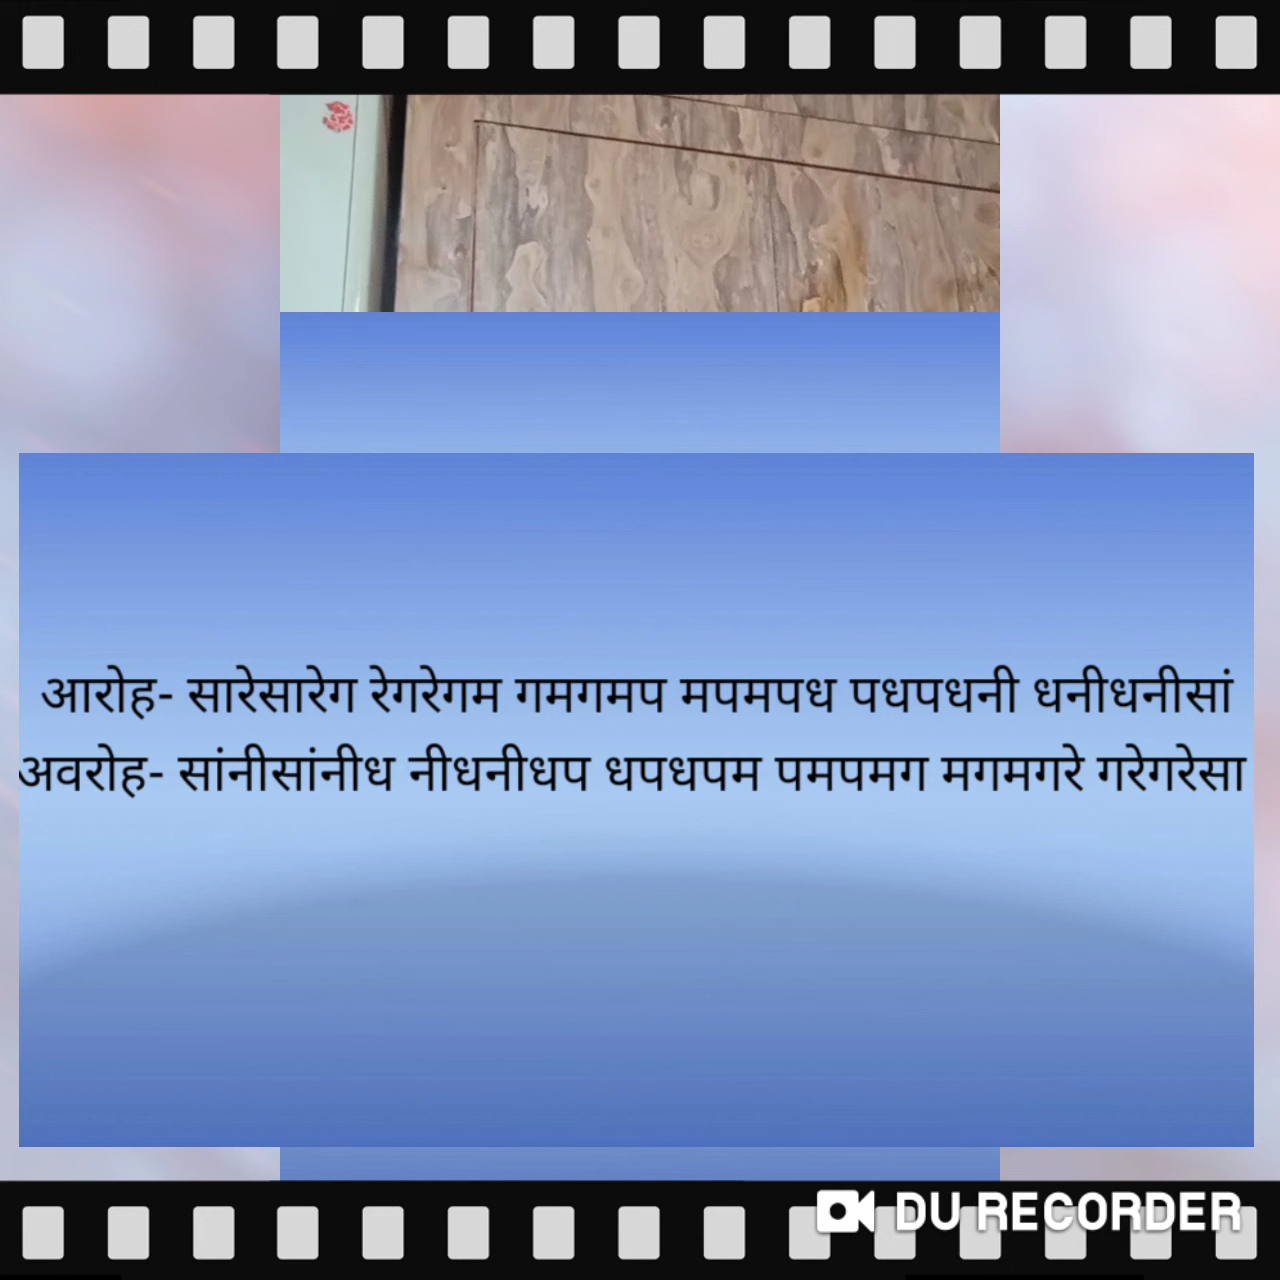 आरोह- सारेसारेग रेगरेगम गमगमप मपमपध पधपधनी धनीधनीसां
अवरोह- सांनीसांनीध नीधनीधप धपधपम पमपमग मगमगरे गरेगरेसा
DU RECORDER